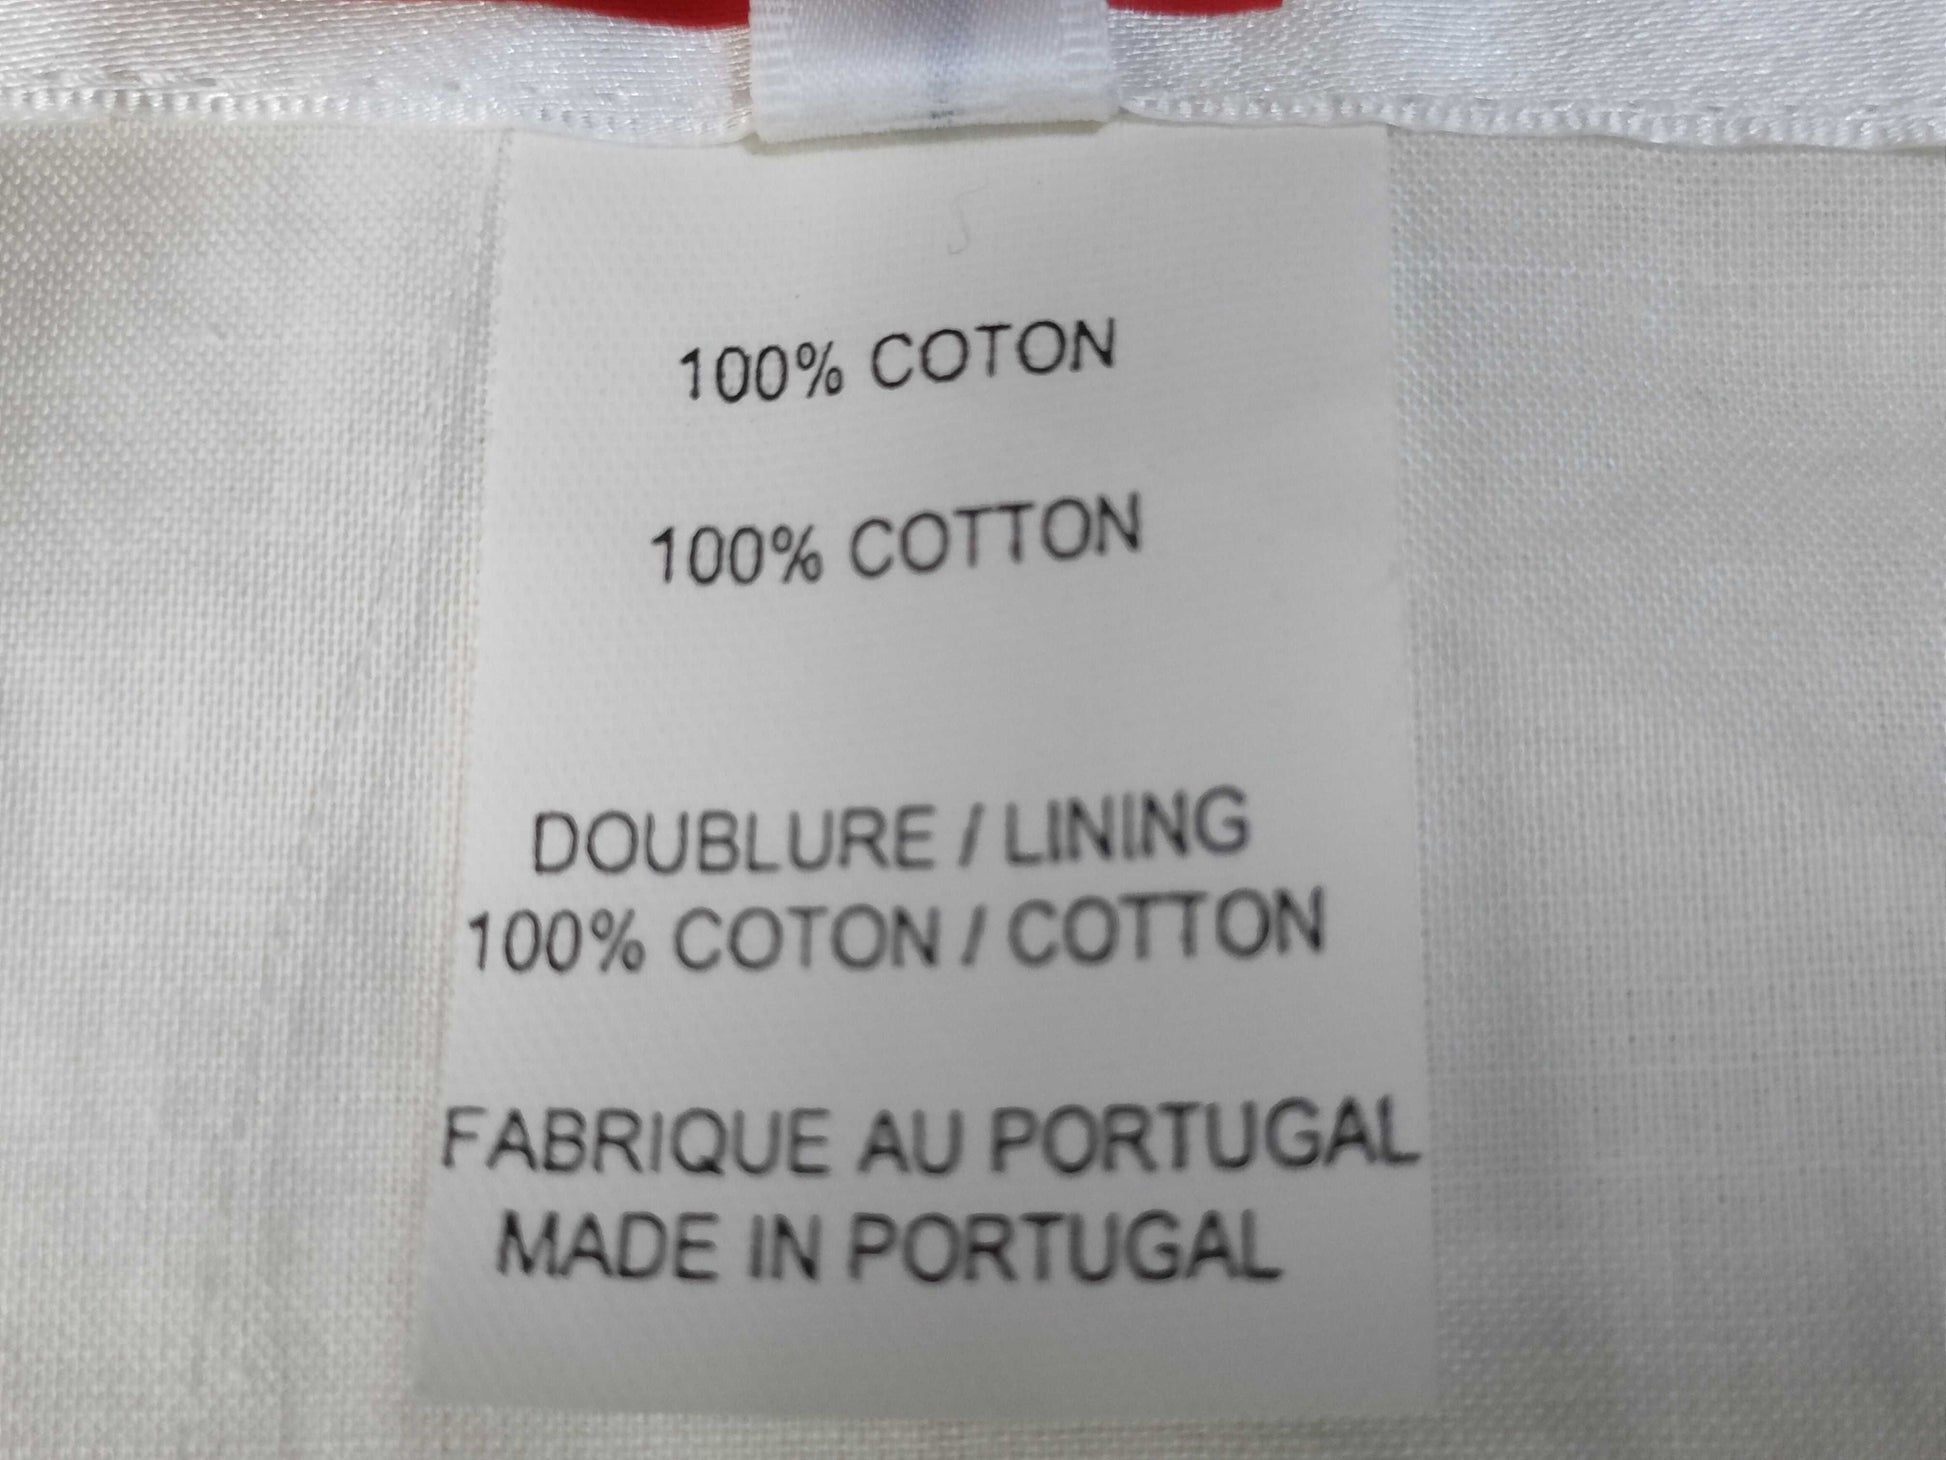 100% COTON
100% COTTON
DOUBLURE / LINING
100% COTON / COTTON
FABRIQUE AU PORTUGAL
MADE IN PORTUGAL